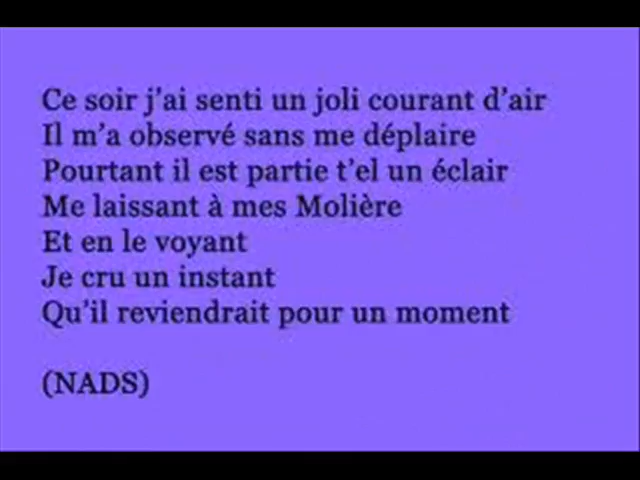 Ce soir j'ai senti un joli courant d'air
Il m'a observé sans me déplaire
Pourtant il est partie t'el un éclair
Me laissant à mes Molière
Et en le voyant
Je cru un instant
Qu'il reviendrait pour un moment
(NADS)